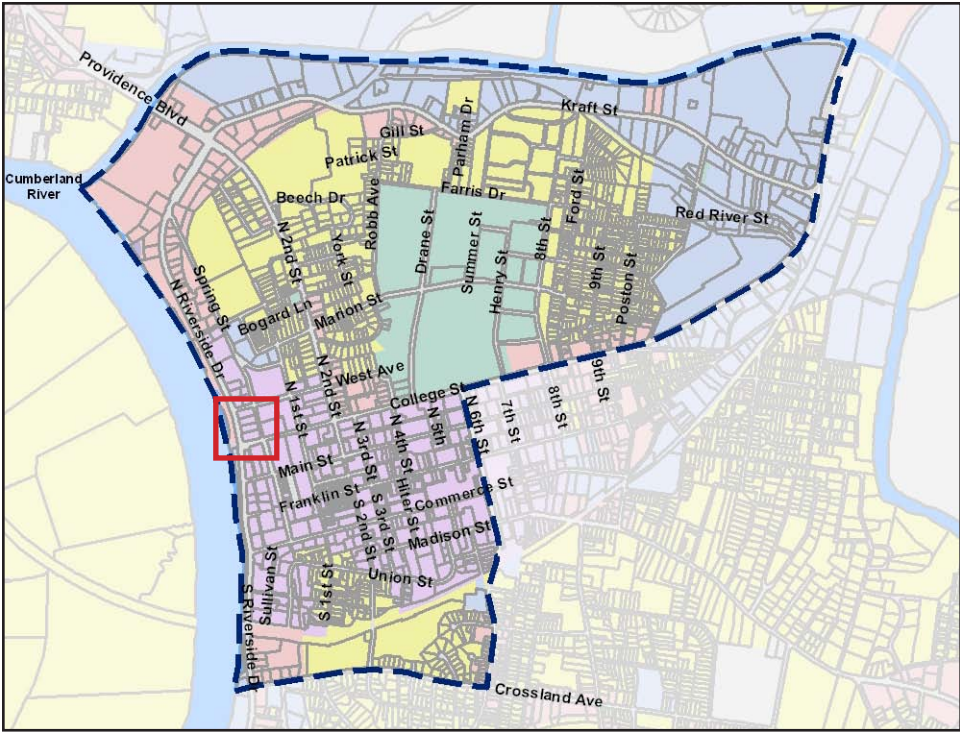 Providence Blvd
Kraft St
Parham Dr
Gill St
Patrick St
Cumberland
River
Farris Dr
Beech Dr
Robb Ave
Ford St
Red River St
N 2nd St
York St
Drane St
Summer St
8th St
Henry St
9th St
Poston St
Spring St
N Riverside Dr
Bogard Ln
Marion St
West Ave
N 2nd St
N 1st St
College St
9th St
8th St
7th St
N 6th St
N 5th
N 4th St
N 3rd St
Main St
Franklin St
Hiter St
Commerce St
S 3rd St
S 2nd St
Madison St
Union St
Sullivan St
S 1st St
S Riverside Dr
Crossland Ave